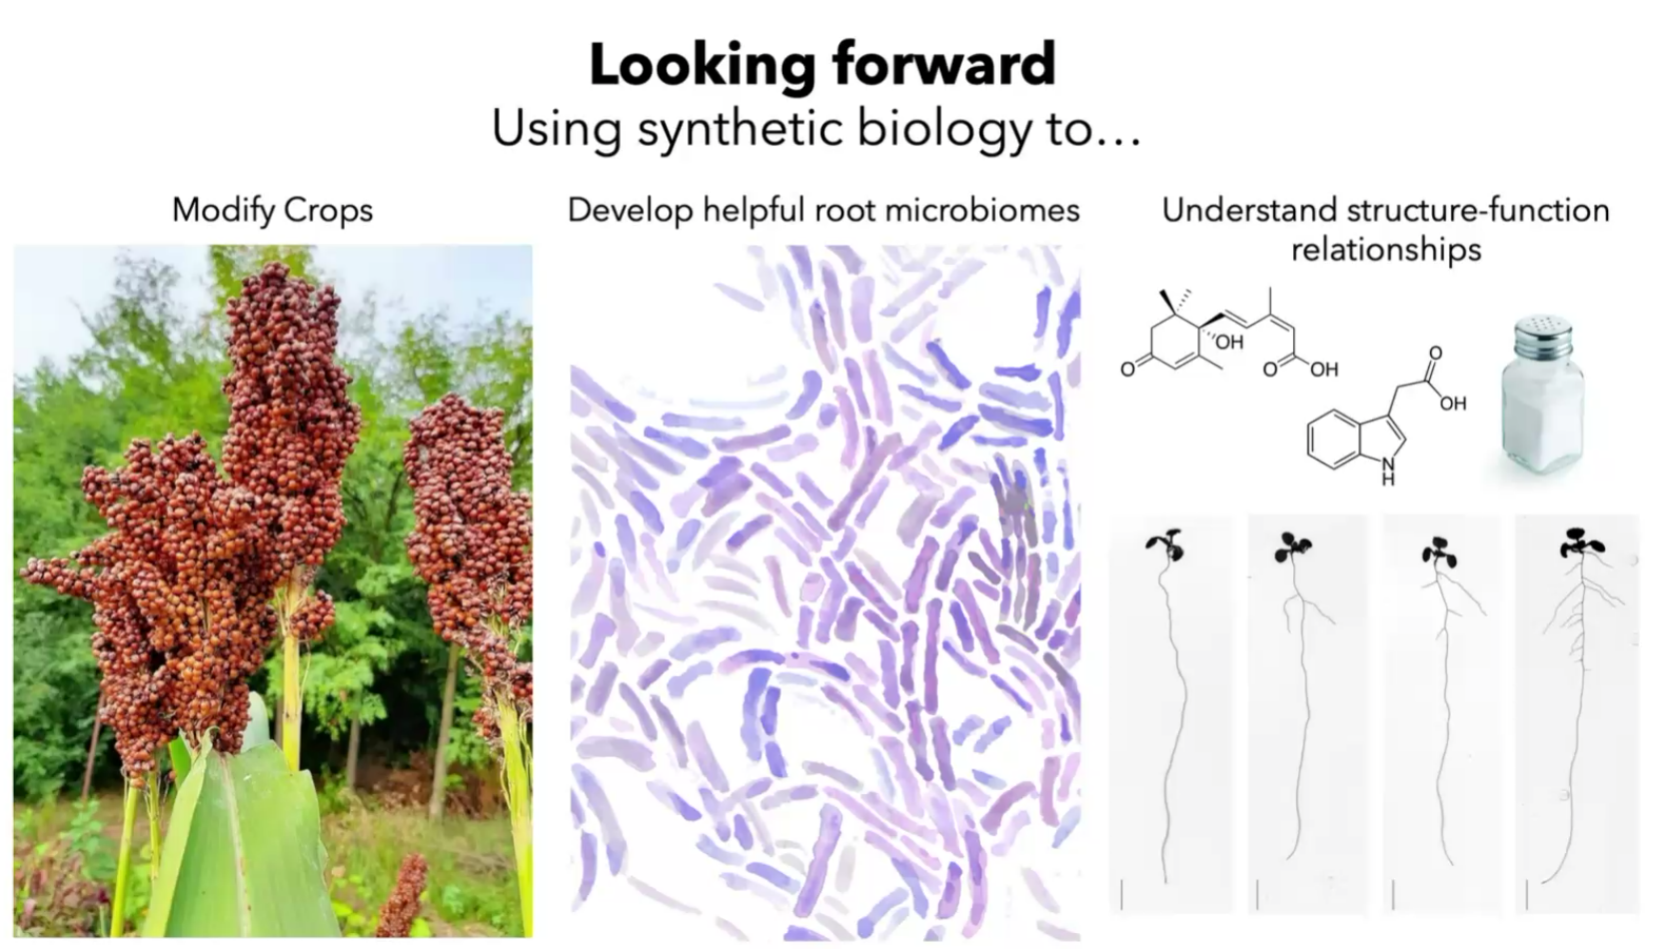 Looking forward
Using synthetic biology to...
Modify Crops
Develop helpful root microbiomes
Understand structure-function
relationships
OH
O
O
OH
O
OH
N
H